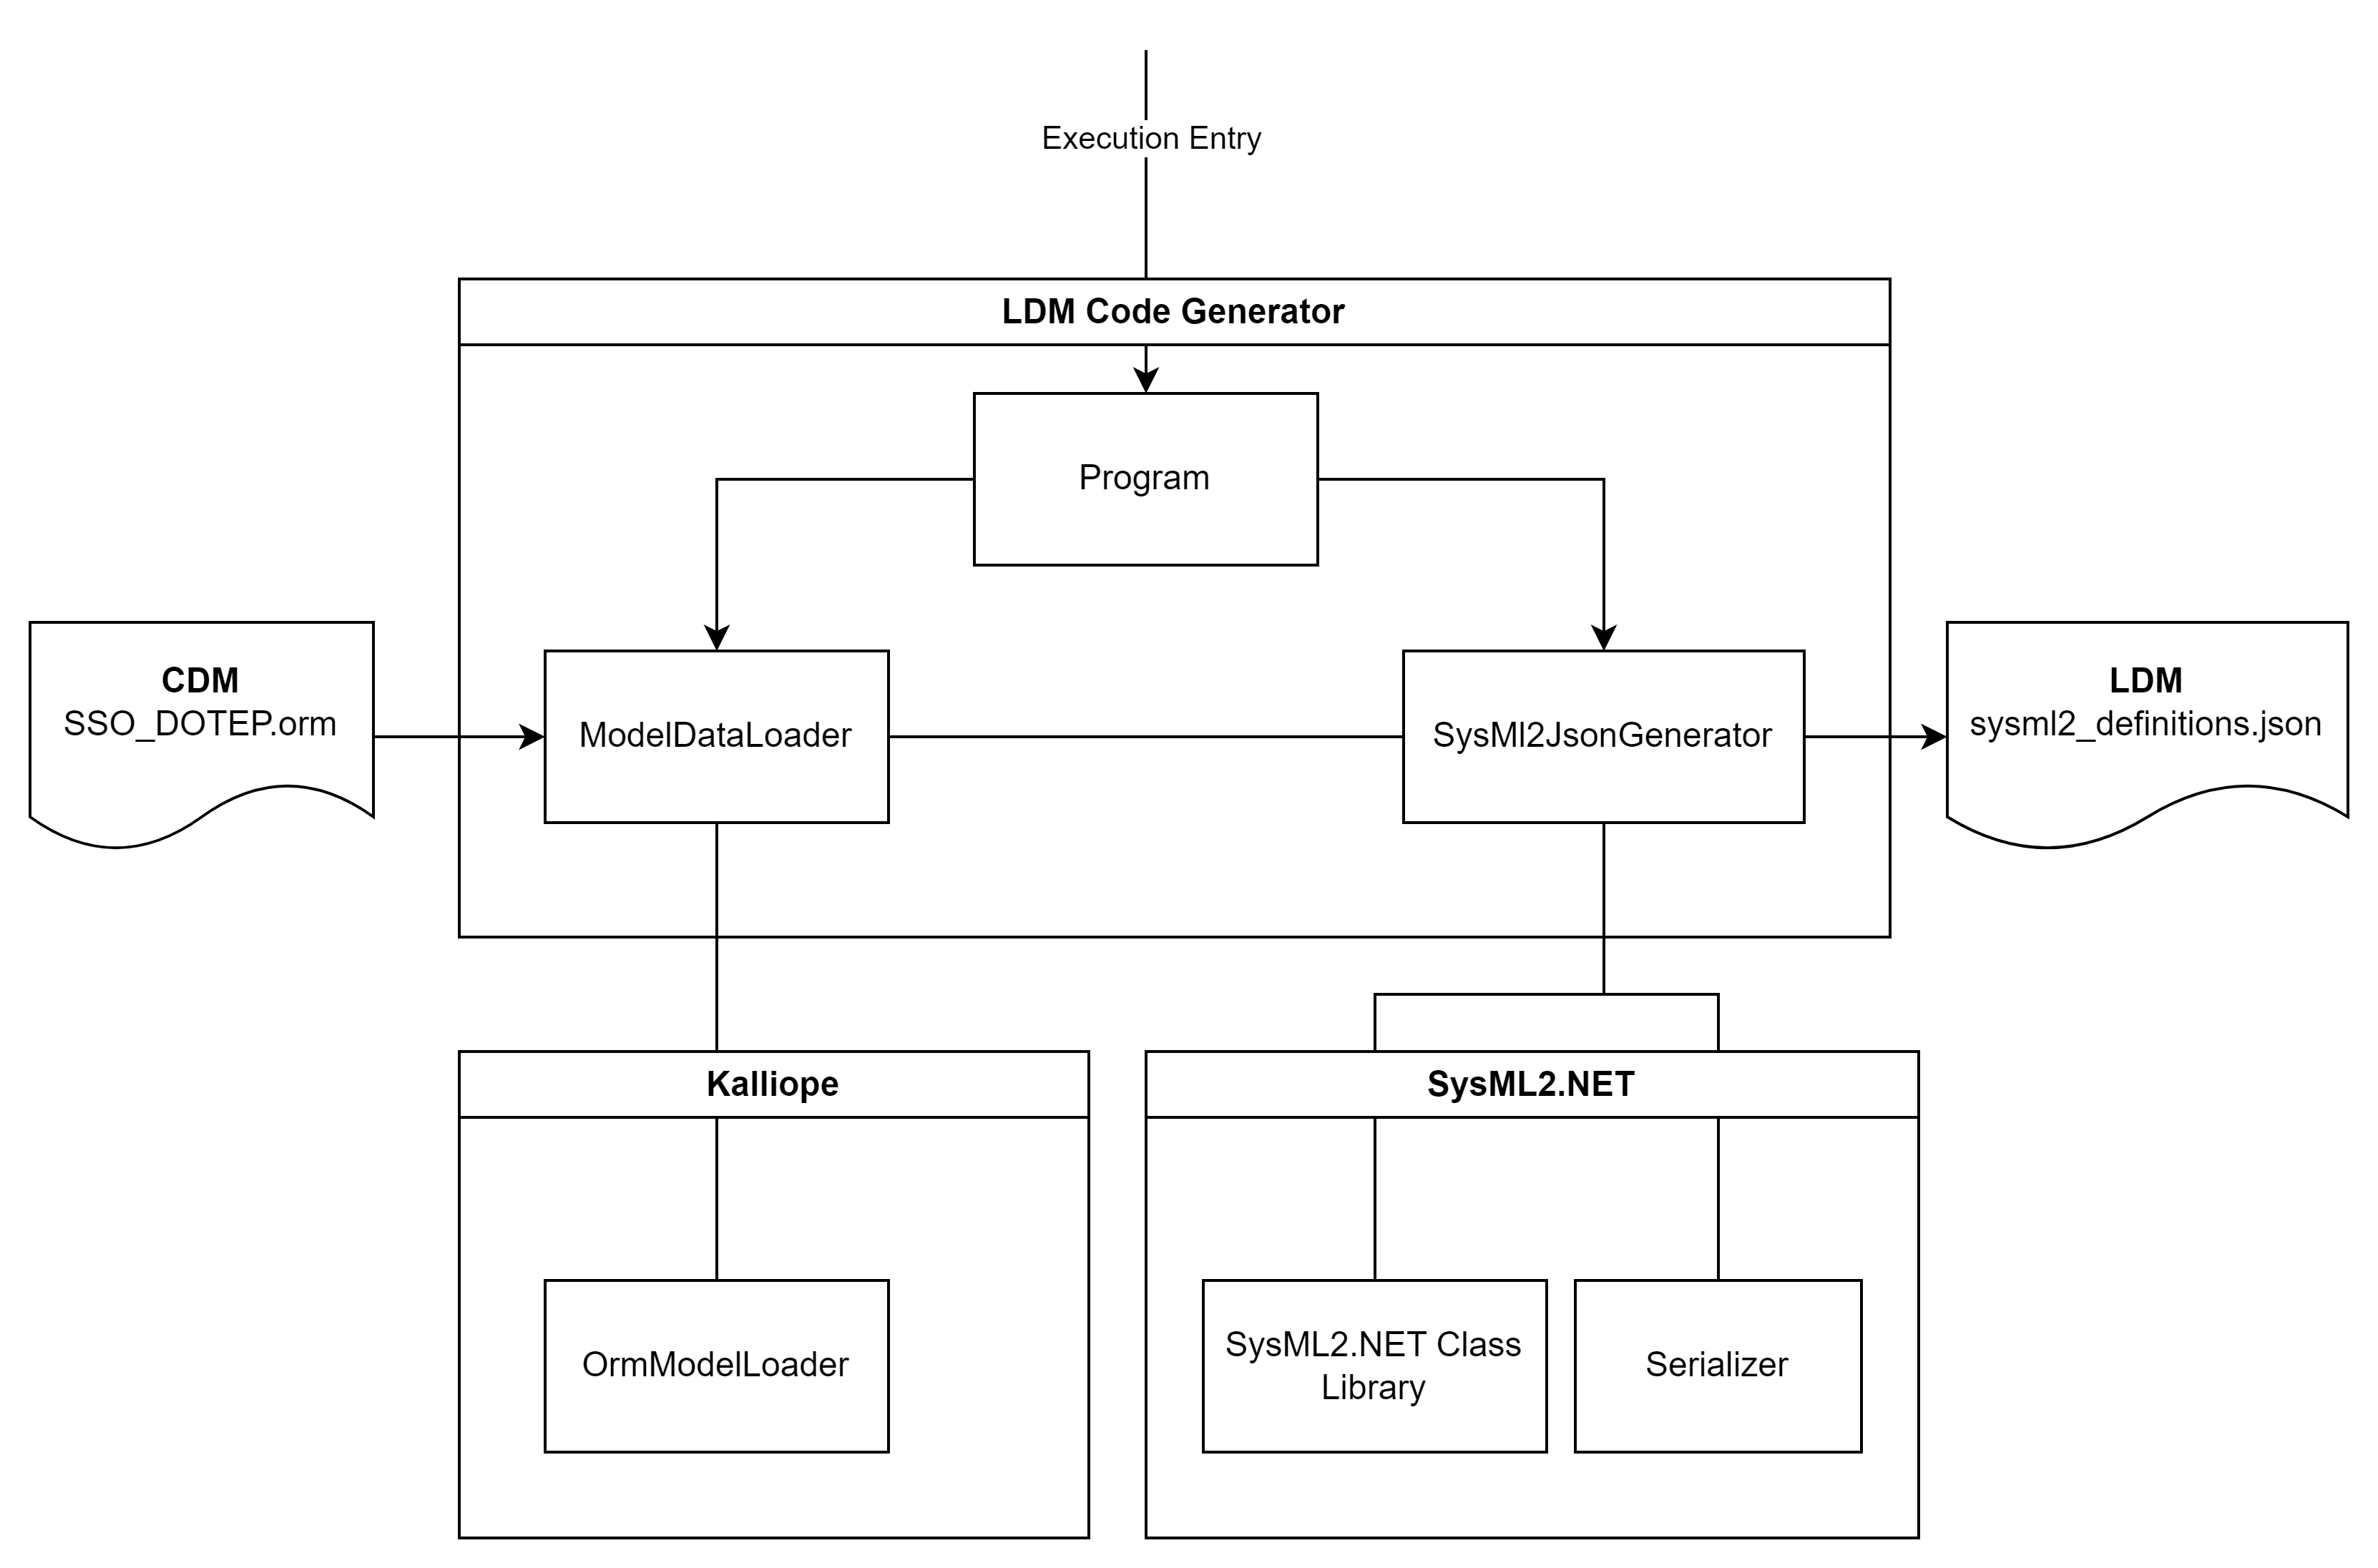 Execution Entry
LDM Code Generator
Program
CDM
SSO_DOTEP.orm
ModelDataLoader
SysMl2JsonGenerator
LDM
sysml2_definitions.json
Kalliope
SysML2.NET
OrmModelLoader
SysML2.NET Class
Library
Serializer